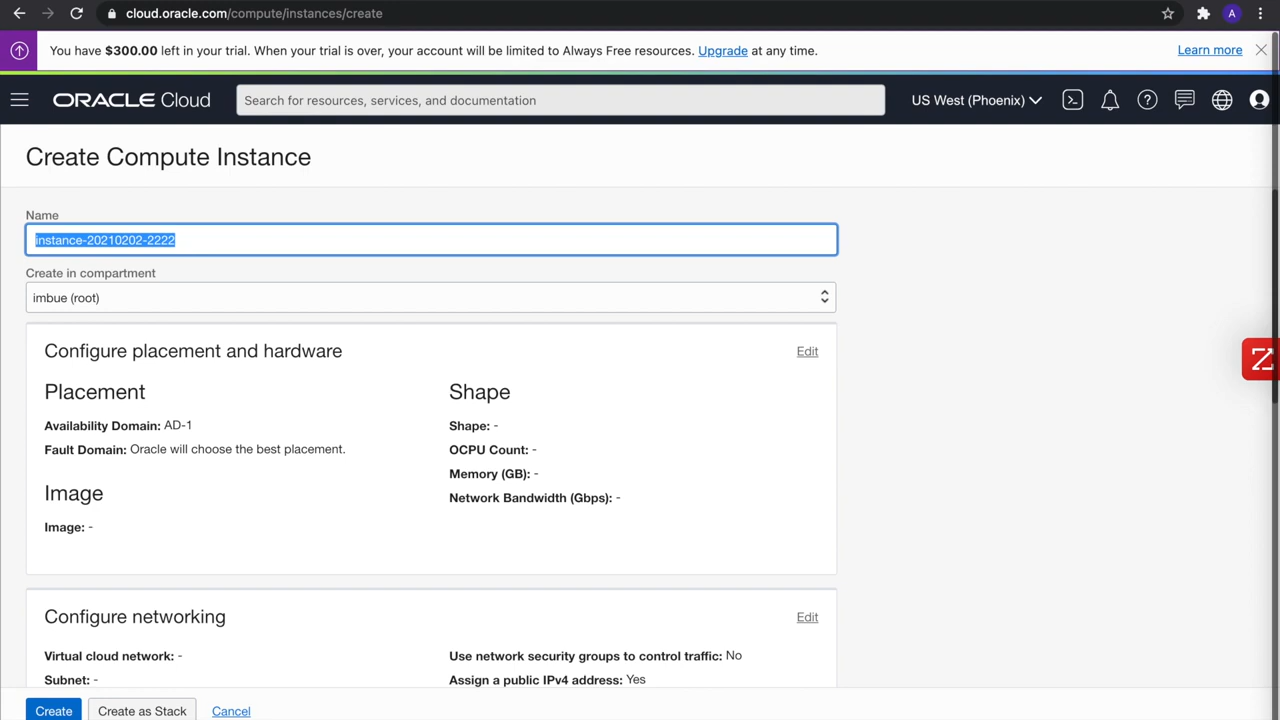 cloud.oracle.com/compute/instances/create
A
You have $300.00 left in your trial. When your trial is over, your account will be limited to Always Free resources. Upgrade at any time.
Learn more
ORACLE Cloud
Search for resources, services, and documentation
US West (Phoenix)
Create Compute Instance
Name
instance-20210202-2222
Create in compartment
imbue (root)
Configure placement and hardware
Edit
Placement
Availability Domain: AD-1
Fault Domain: Oracle will choose the best placement.
Image
Image: -
Shape
Shape: -
OCPU Count: -
Memory (GB): -
Network Bandwidth (Gbps): -
Configure networking
Edit
Virtual cloud network: -
Subnet: -
Use network security groups to control traffic: No
Assign a public IPv4 address: Yes
Create
Create as Stack
Cancel